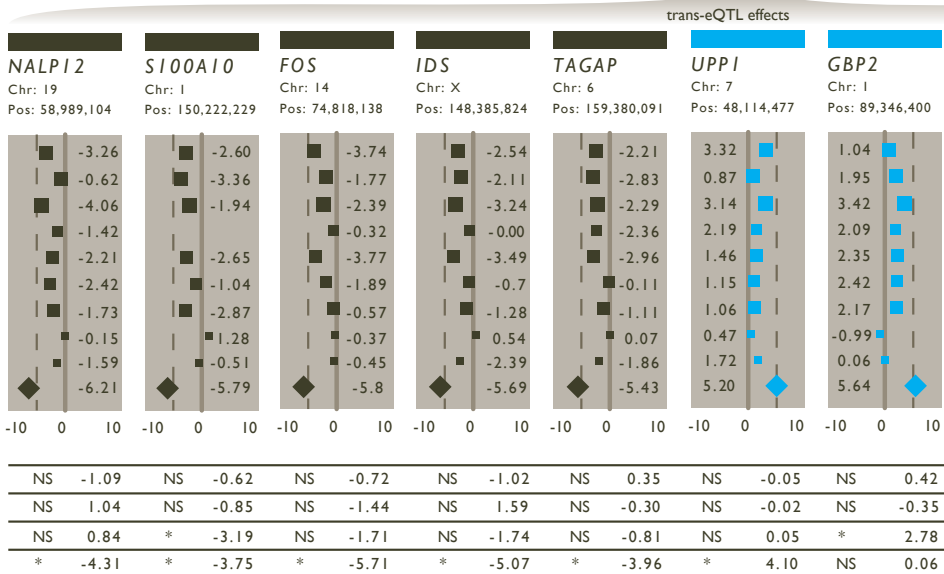 trans-eQTL effects
NALP12 S100A10 FOS IDS TAGAP UPP1 GBP2
Chr: 19 Chr: 1 Chr: 14 Chr: X Chr: 6 Chr: 7 Chr: 1
Pos: 58,989,104 Pos: 150,222,229 Pos: 74,818,138 Pos: 148,385,824 Pos: 159,380,091 Pos: 48,114,477 Pos: 89,346,400
-3.26 -2.60 -3.74 -2.54 -2.21 3.32 1.04
-0.62 -3.36 -1.77 -2.11 -2.83 0.87 1.95
-4.06 -1.94 -2.39 -3.24 -2.29 3.14 3.42
-1.42 -0.32 -0.00 -2.36 2.19 2.09
-2.21 -2.65 -3.77 -3.49 -2.96 1.46 2.35
-2.42 -1.04 -1.89 -0.7 -0.11 1.15 2.42
-1.73 -2.87 -0.57 -1.28 -1.11 1.06 2.17
-0.15 1.28 -0.37 0.54 0.07 0.47 -0.99
-1.59 -0.51 -0.45 -2.39 -1.86 1.72 0.06
-6.21 -5.79 -5.8 -5.69 -5.43 5.20 5.64
-10 0 10 -10 0 10 -10 0 10 -10 0 10 -10 0 10 -10 0 10 -10 0 10
NS -1.09 NS -0.62 NS -0.72 NS -1.02 NS 0.35 NS -0.05 NS 0.42
NS 1.04 NS -0.85 NS -1.44 NS 1.59 NS -0.30 NS -0.02 NS -0.35
NS 0.84 * -3.19 NS -1.71 NS -1.74 NS -0.81 NS 0.05 * 2.78
* -4.31 * -3.75 * -5.71 * -5.07 * -3.96 * 4.10 NS 0.06